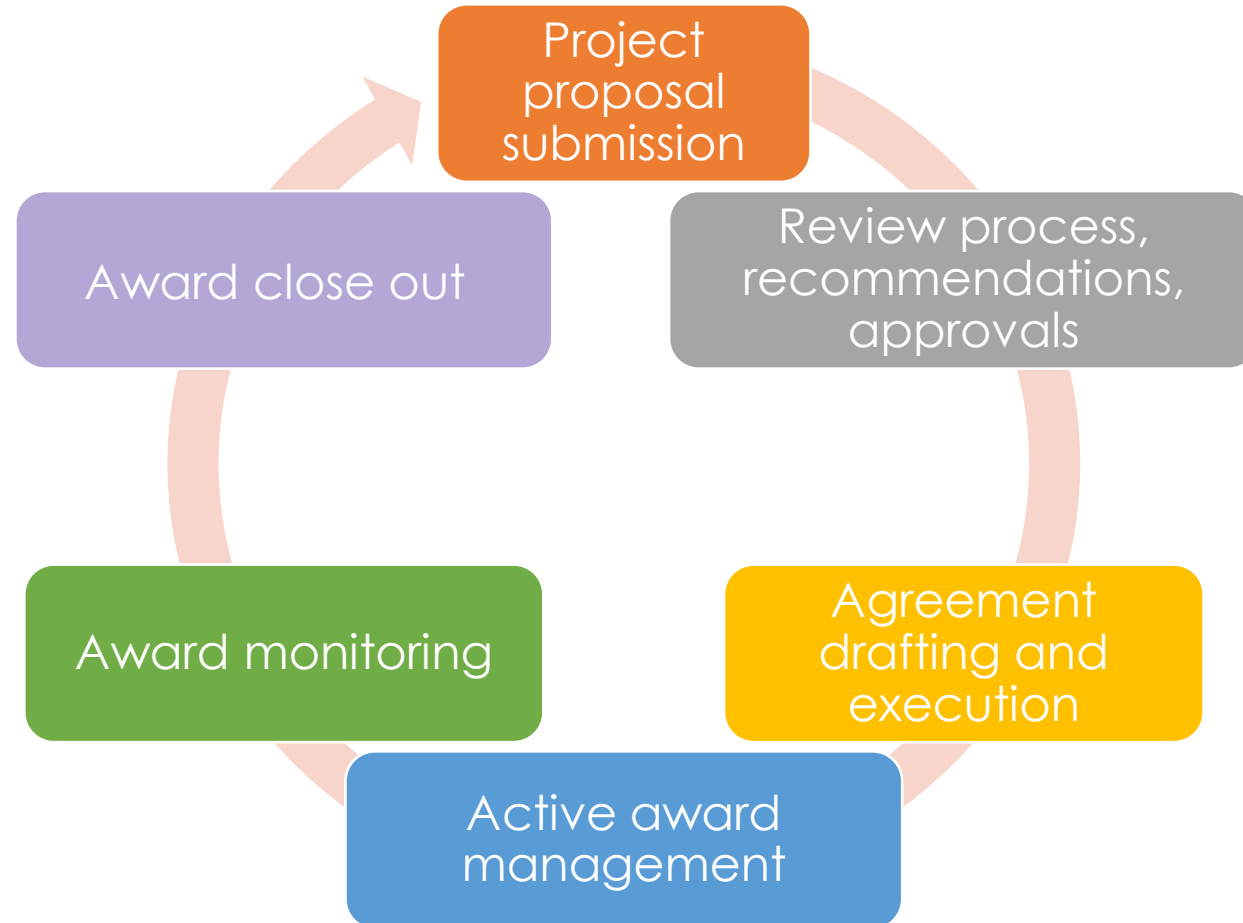 Project
proposal
submission
Review process,
recommendations,
approvals
Agreement
drafting and
execution
Active award
management
Award monitoring
Award close out